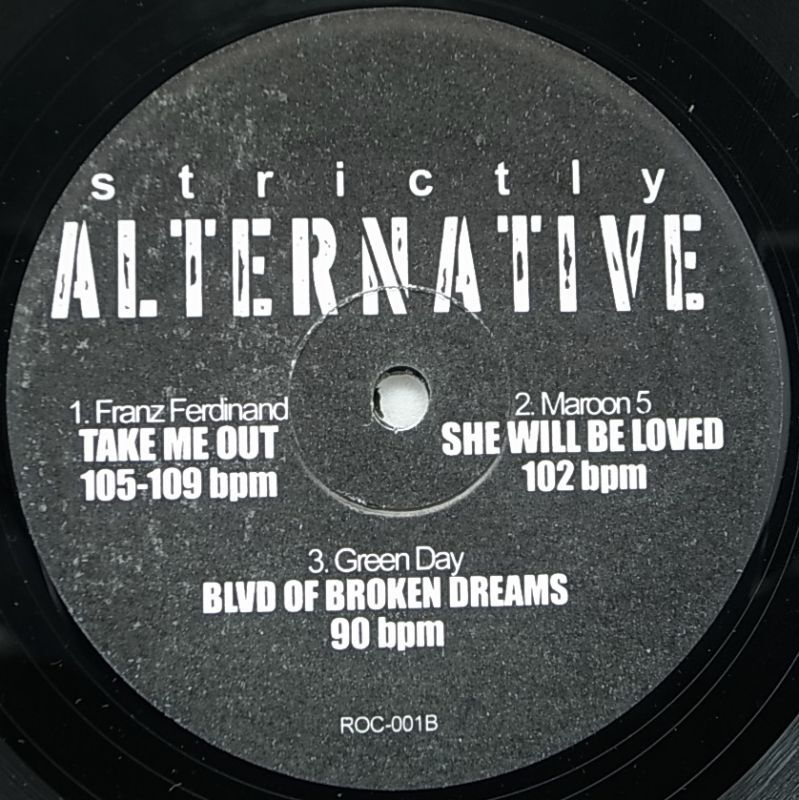 strictly
ALTERNATIVE
1. Franz Ferdinand
TAKE ME OUT
105-109 bpm
2. Maroon 5
SHE WILL BE LOVED
102 bpm
3. Green Day
BLVD OF BROKEN DREAMS
90 bpm
ROC-001B